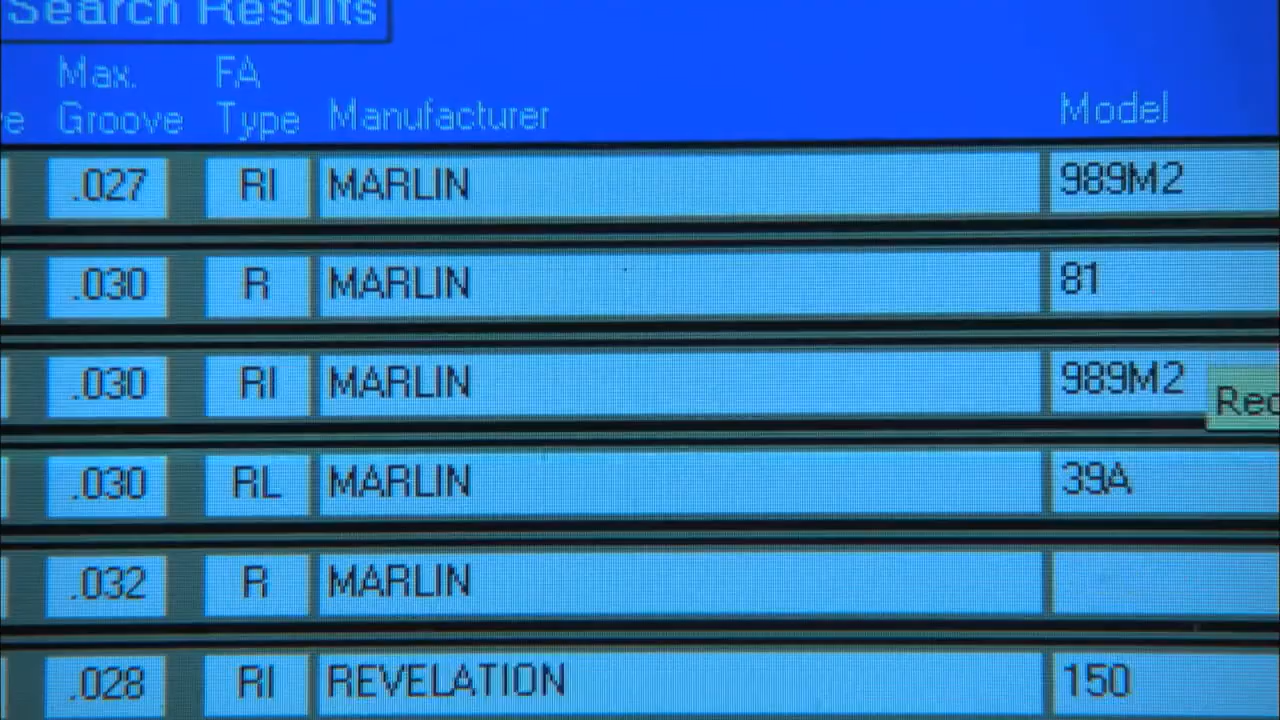 Search Results
Max. FA
Groove Type Manufacturer Model
.027 RI MARLIN 989M2
.030 R MARLIN 81
.030 RI MARLIN 989M2
.030 RL MARLIN 39A
.032 R MARLIN
.028 RI REVELATION 150